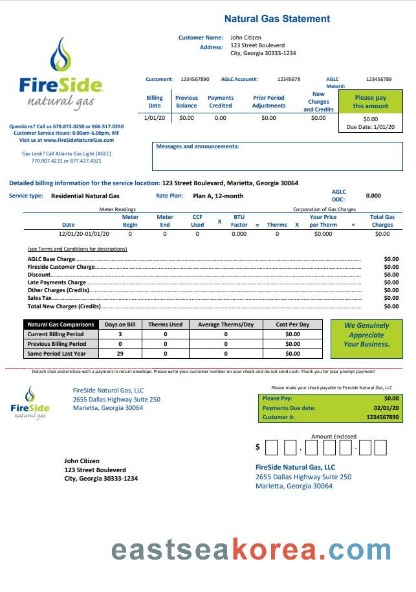 Natural Gas Statement
FireSide
natural gas
Customer Name: John Citizen
Address: 123 Street Boulevard
City, Georgia 30333-1234
Customer#: 1234567890 AGLC Account#: 12345678 AGLC Meter#: 123456789
Billing Date Previous Balance Payments Credited Prior Period Adjustments New Charges and Credits Please pay this amount
1/01/20 $0.00 $0.00 $0.00 $0.00 $0.00
Due Date: 1/01/20
Questions? Call us 678.872.0250 or 866.517.0250
Customer Service Hours: 8.00am-6.00pm, MF
Visit us at www.FireSideNaturalGas.com
Gas Leak? Call Atlanta Gas Light (AGLC)
770.907.4231 or 877.427.4321
Messages and announcements:
Detailed billing information for the service location: 123 Street Boulevard, Marietta, Georgia 30064
Service type: Residential Natural Gas Rate Plan: Plan A, 12-month AGLC DDC: 0.000
Meter Readings Corporation of Gas Charges
Date Meter Begin Meter End CCF Used X BTU Factor = Therms X Your Price per Therm = Total Gas Charges
12/01/20-01/01/20 0 0 0 0.000 0 $0.000 $0.00
(see Terms and Conditions for descriptions)
AGLC Base Charge $0.00
Fireside Customer Charge $0.00
Discount $0.00
Late Payments Charge $0.00
Other Charges (Credits) $0.00
Sales Tax $0.00
Total New Charges (Credits) $0.00
Natural Gas Comparisons Days on Bill Therms Used Average Therms/Day Cost Per Day
Current Billing Period 3 0 0 $0.00
Previous Billing Period 0 0 0 $0.00
Same Period Last Year 29 0 0 $0.00
We Genuinely
Appreciate
Your Business.
Detach club and enclose with a payment in return envelope. Please write your customer number on your check and do not send cash. Thank you for your prompt payment!
FireSide
natural gas
FireSide Natural Gas, LLC
2655 Dallas Highway Suite 250
Marietta, Georgia 30064
Please make your check payable to Fireside Natural Gas, LLC
Please Pay: $0.00
Payments Due date: 02/01/20
Customer #: 1234567890
Amount Enclosed
$ , .
John Citizen
123 Street Boulevard
City, Georgia 30333-1234
FireSide Natural Gas, LLC
2655 Dallas Highway Suite 250
Marietta, Georgia 30064
eastseakorea.com